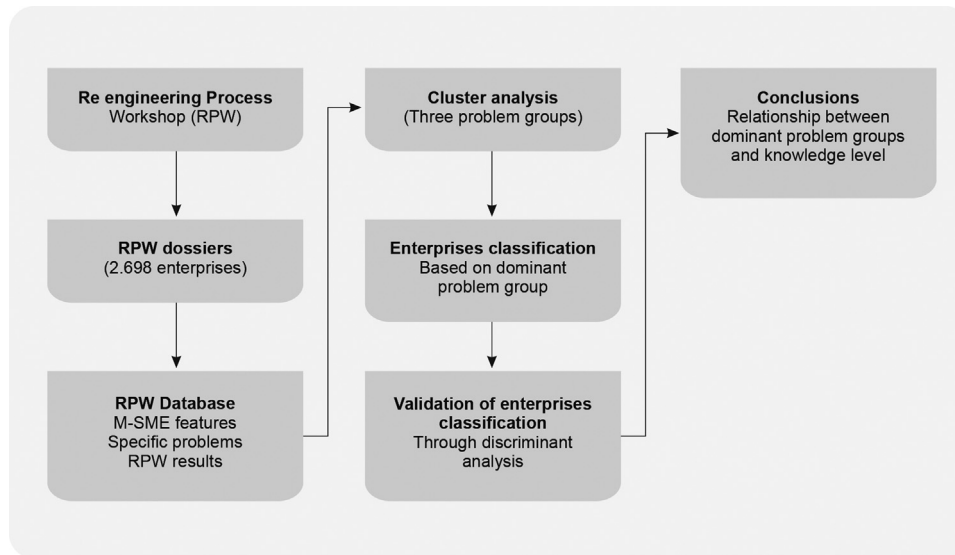 Re engineering Process
Workshop (RPW)
RPW dossiers
(2.698 enterprises)
RPW Database
M-SME features
Specific problems
RPW results
Cluster analysis
(Three problem groups)
Enterprises classification
Based on dominant
problem group
Validation of enterprises
classification
Through discriminant
analysis
Conclusions
Relationship between
dominant problem groups
and knowledge level